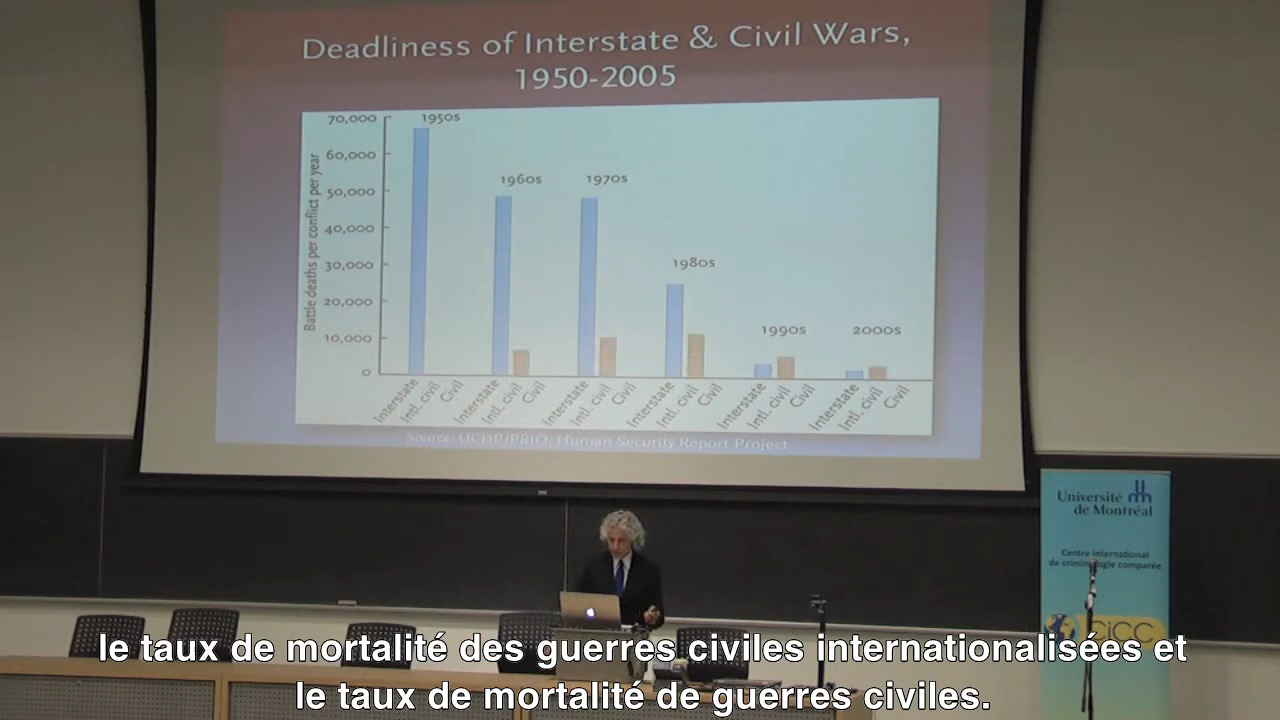 Deadliness of Interstate & Civil Wars,
1950-2005
Battle deaths per conflict per year
70,000
60,000
50,000
40,000
30,000
20,000
10,000
0
1950s
1960s
1970s
1980s
1990s
2000s
Interstate
Intl. civil
Civil
Interstate
Intl. civil
Civil
Interstate
Intl. civil
Civil
Interstate
Intl. civil
Civil
Interstate
Intl. civil
Civil
Interstate
Intl. civil
Civil
Source: UCDP/PRIO; Human Security Report Project
Université
de Montréal
Centre international
de criminologie comparée
CiCC
le taux de mortalité des guerres civiles internationalisées et
le taux de mortalité de guerres civiles.